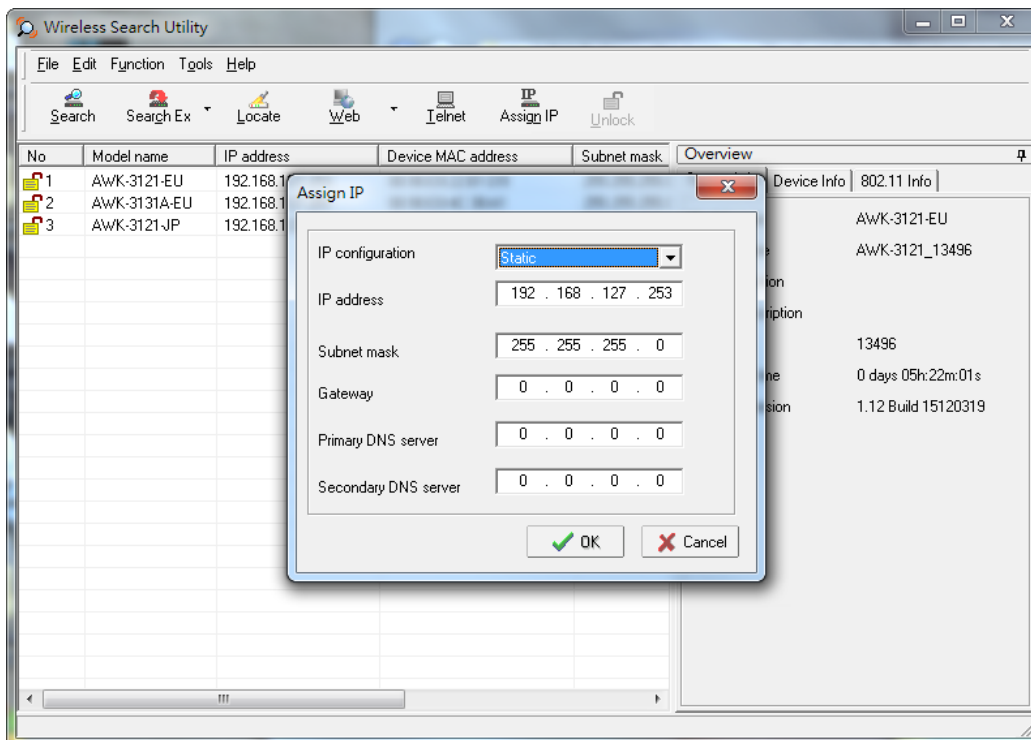 Wireless Search Utility
File Edit Function Tools Help
Search Search Ex Locate Web Telnet Assign IP Unlock
No Model name IP address Device MAC address Subnet mask Overview
1 AWK-3121-EU 192.168.1
2 AWK-3131A-EU 192.168.1
3 AWK-3121-JP 192.168.1
Device Info 802.11 Info
AWK-3121-EU
AWK-3121_13496
13496
0 days 05h:22m:01s
1.12 Build 15120319
Assign IP
IP configuration Static
IP address 192 . 168 . 127 . 253
Subnet mask 255 . 255 . 255 . 0
Gateway 0 . 0 . 0 . 0
Primary DNS server 0 . 0 . 0 . 0
Secondary DNS server 0 . 0 . 0 . 0
OK Cancel